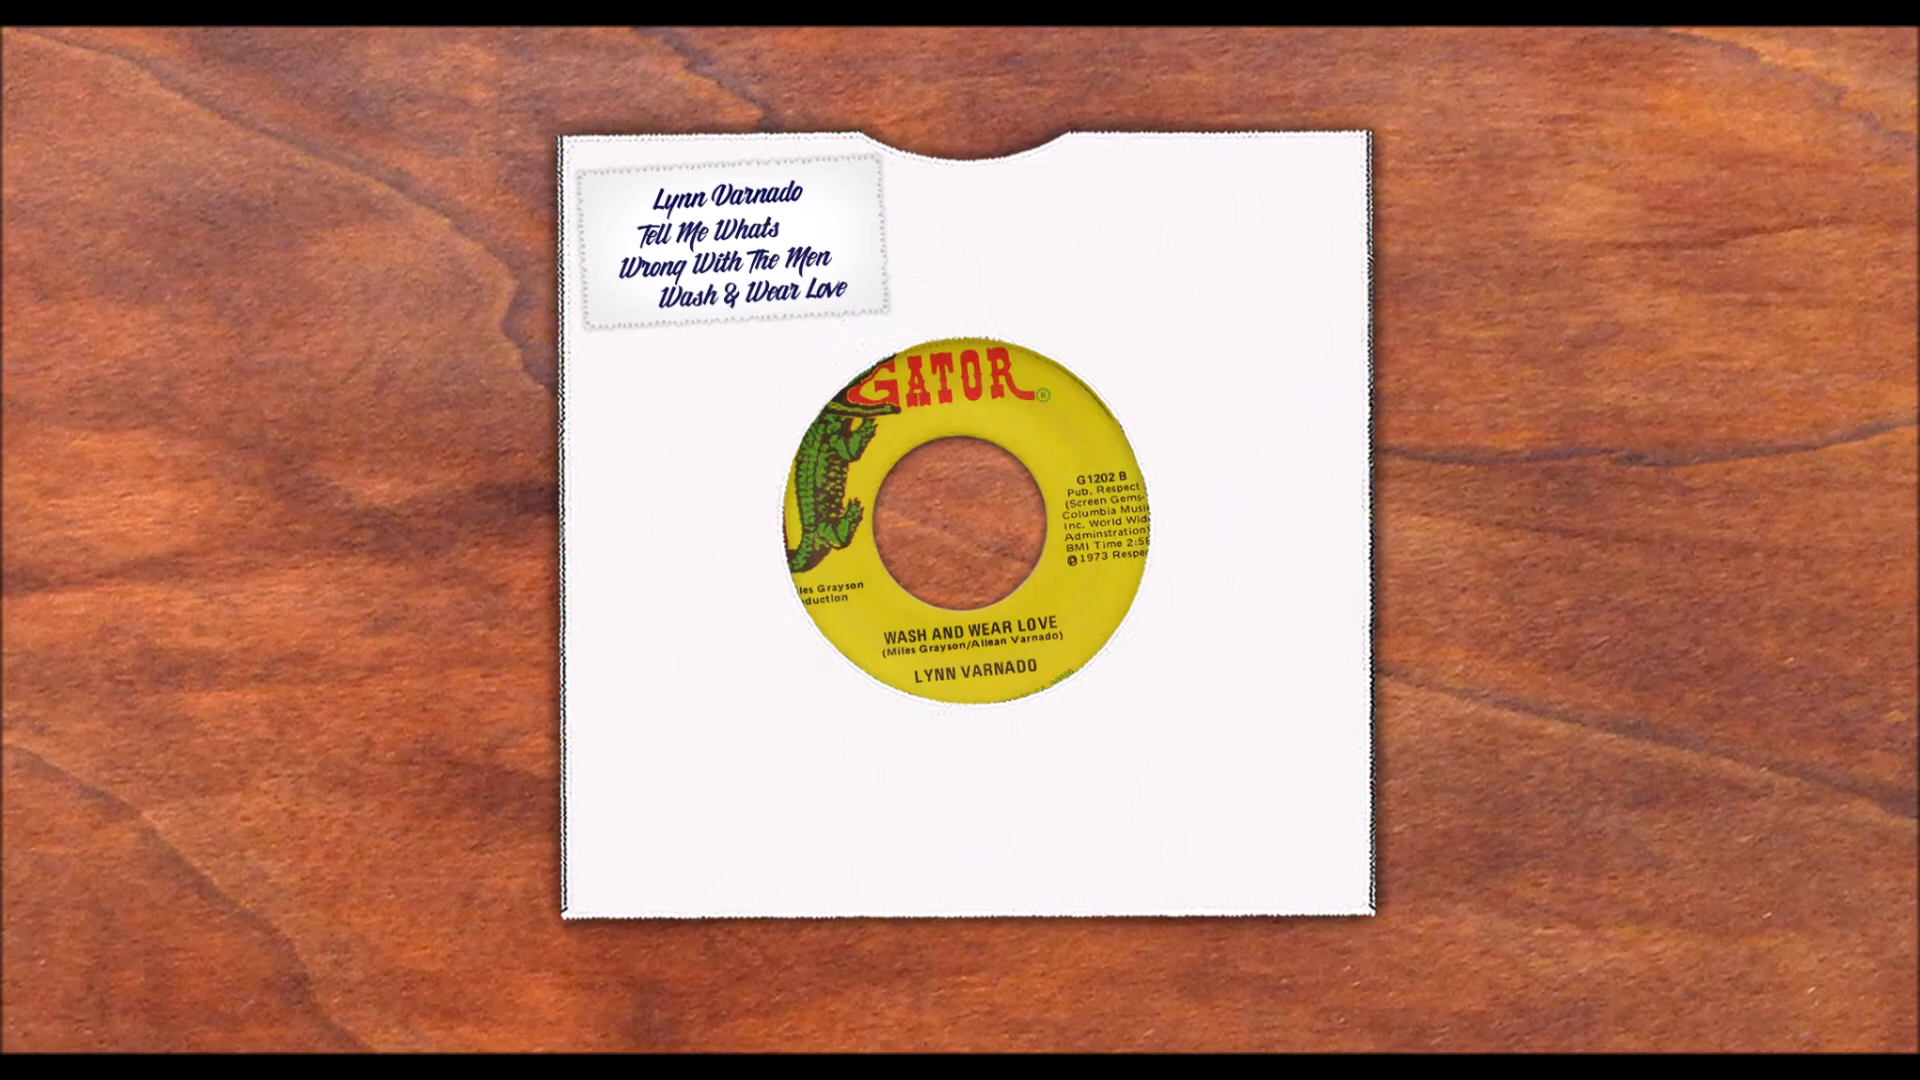 Lynn Varnado
Tell Me Whats
Wrong With The Men
Wash & Wear Love
GATOR®
G1202 B
Pub. Respect
(Screen Gems-
Columbia Musi
Inc. World Wid
Adminstration
BMI Time 2:5
℗1973 Respe
les Grayson
duction
WASH AND WEAR LOVE
(Miles Grayson/Allean Varnado)
LYNN VARNADO